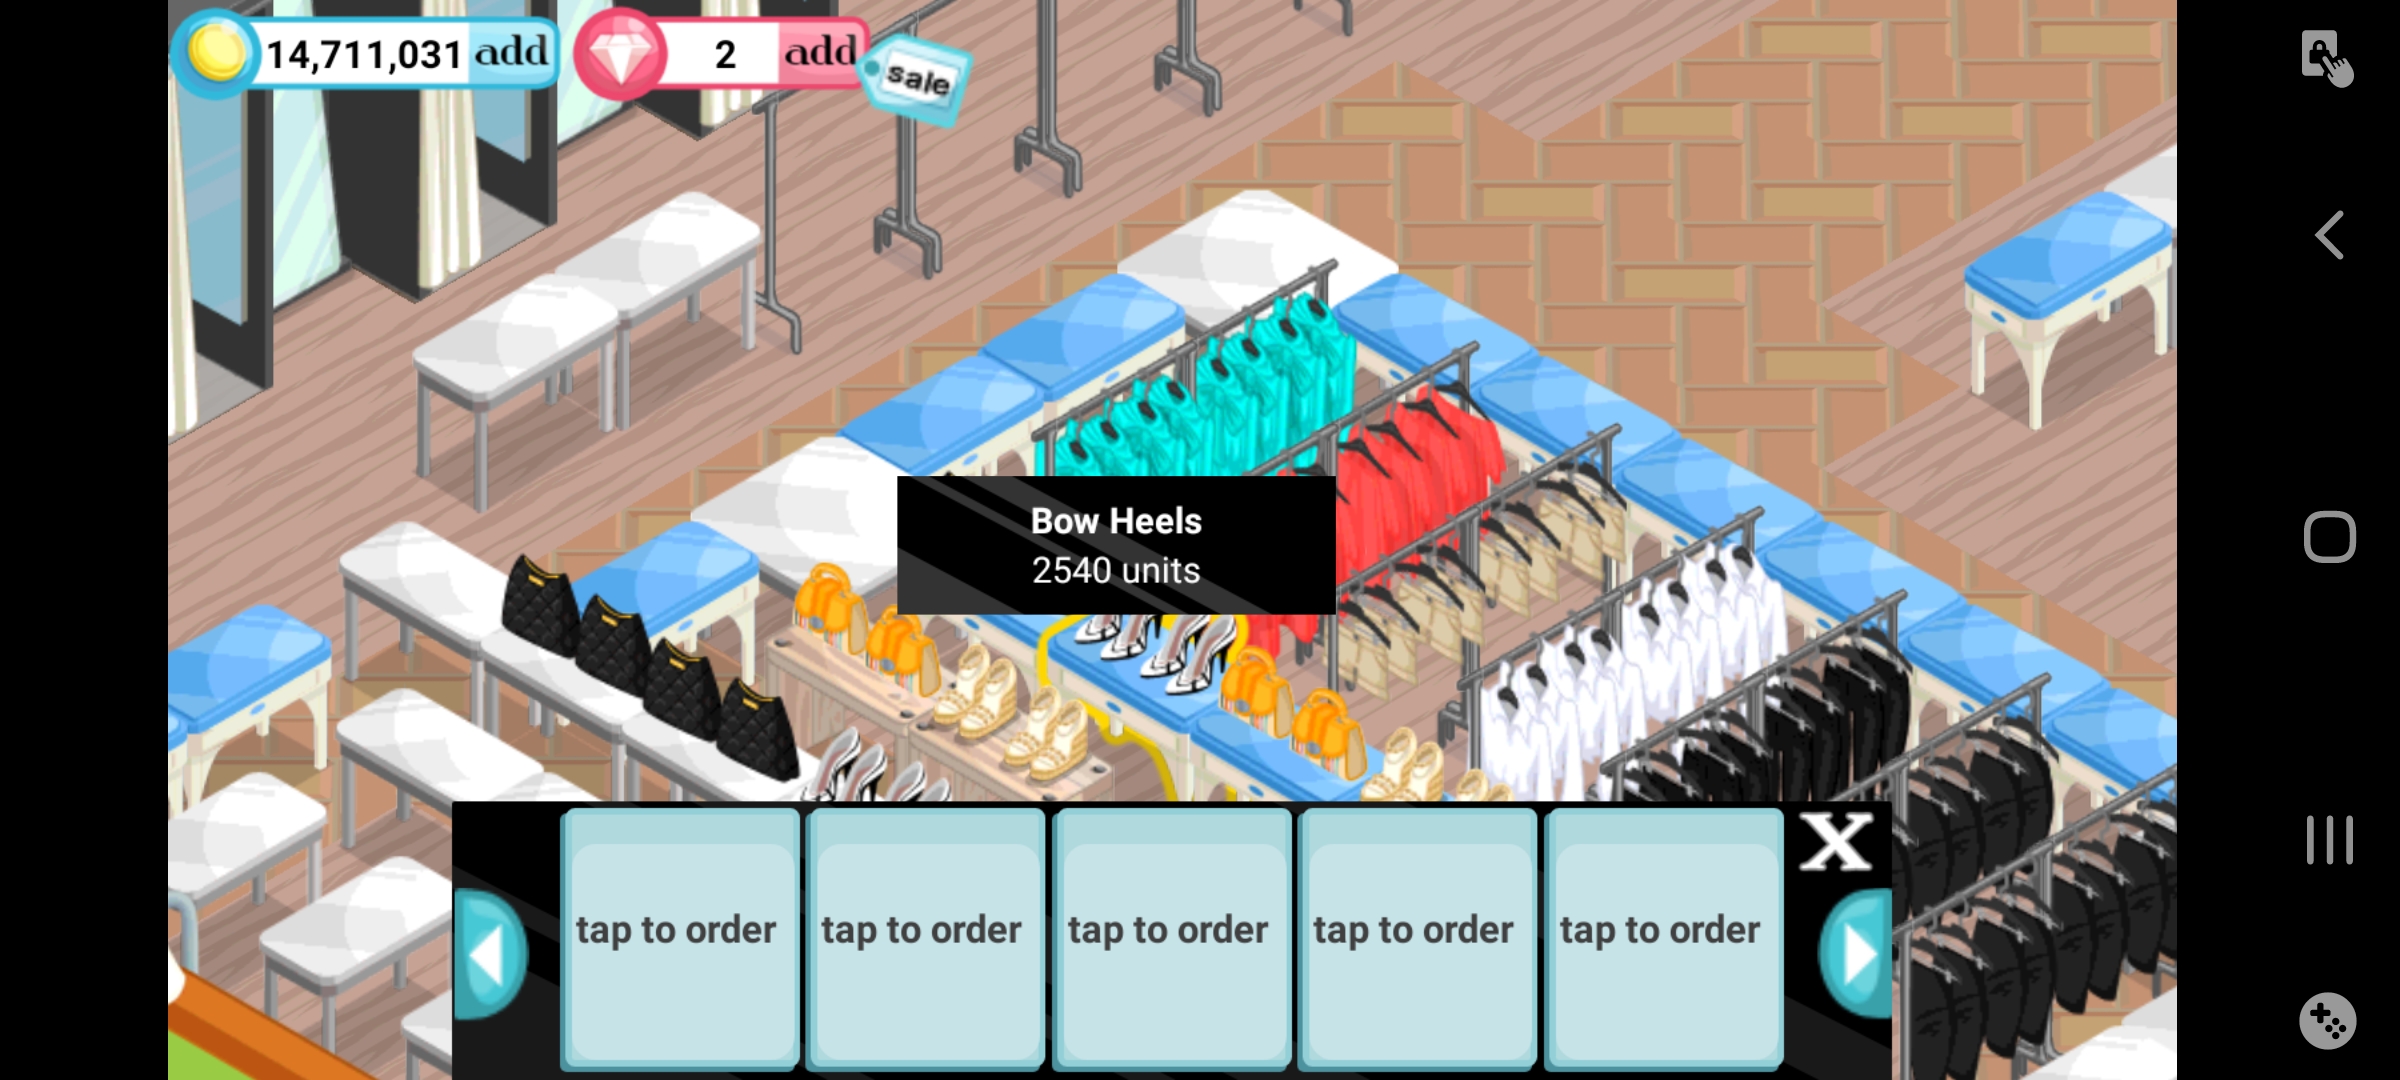 14,711,031 add
2 add
sale
Bow Heels
2540 units
X
tap to order
tap to order
tap to order
tap to order
tap to order